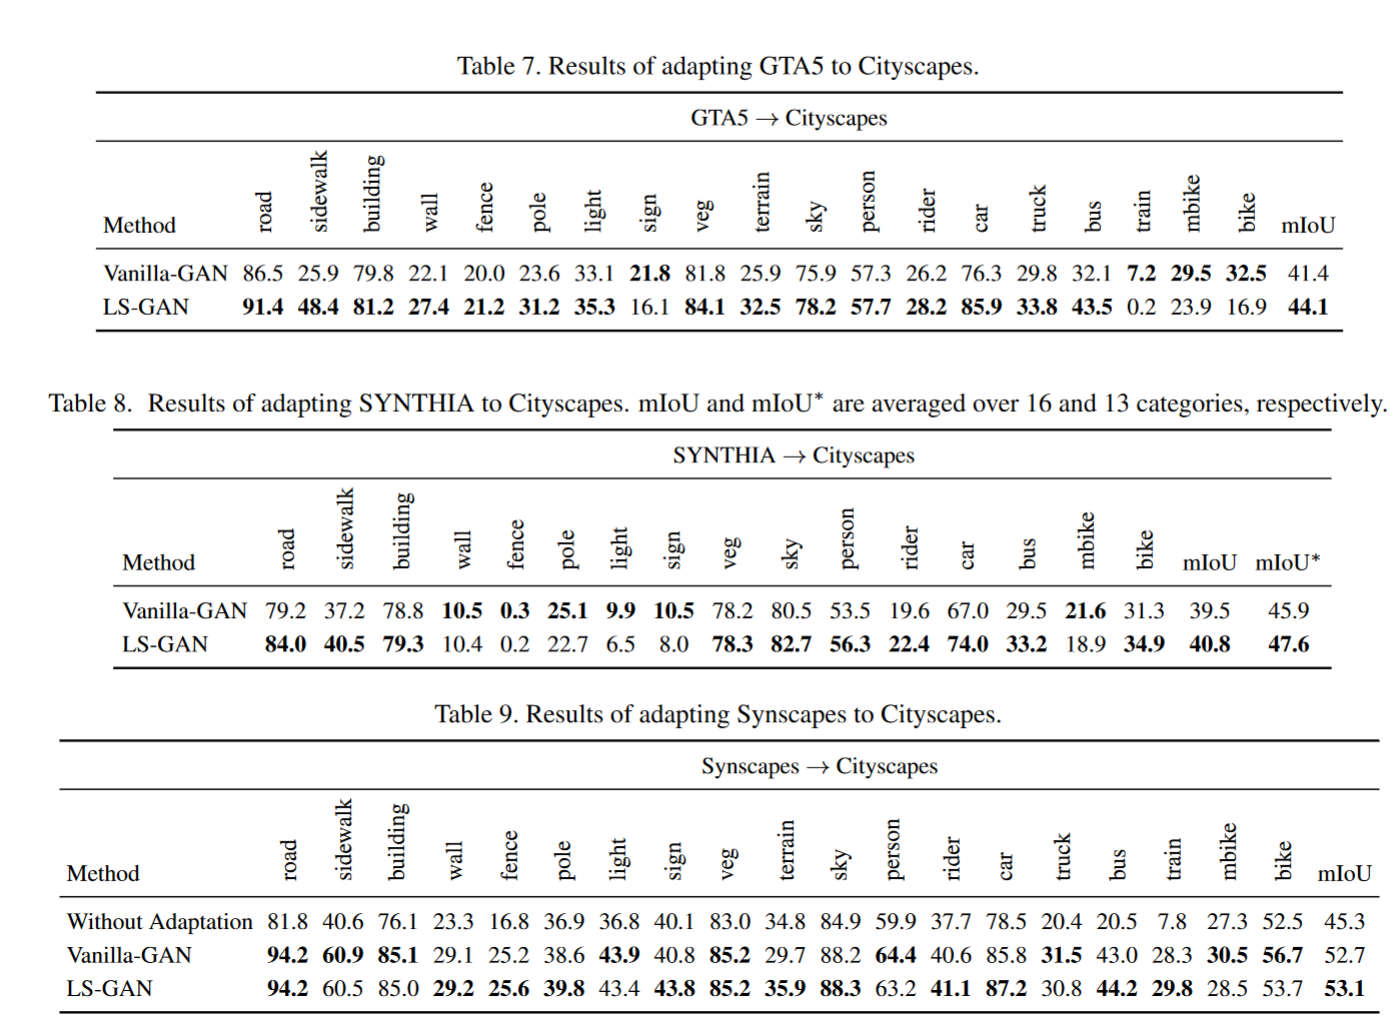 Table 7. Results of adapting GTA5 to Cityscapes.
GTA5 → Cityscapes
Method road sidewalk building wall fence pole light sign veg terrain sky person rider car truck bus train mbike bike mIoU
Vanilla-GAN 86.5 25.9 79.8 22.1 20.0 23.6 33.1 21.8 81.8 25.9 75.9 57.3 26.2 76.3 29.8 32.1 7.2 29.5 32.5 41.4
LS-GAN 91.4 48.4 81.2 27.4 21.2 31.2 35.3 16.1 84.1 32.5 78.2 57.7 28.2 85.9 33.8 43.5 0.2 23.9 16.9 44.1
Table 8. Results of adapting SYNTHIA to Cityscapes. mIoU and mIoU* are averaged over 16 and 13 categories, respectively.
SYNTHIA → Cityscapes
Method road sidewalk building wall fence pole light sign veg sky person rider car bus mbike bike mIoU mIoU*
Vanilla-GAN 79.2 37.2 78.8 10.5 0.3 25.1 9.9 10.5 78.2 80.5 53.5 19.6 67.0 29.5 21.6 31.3 39.5 45.9
LS-GAN 84.0 40.5 79.3 10.4 0.2 22.7 6.5 8.0 78.3 82.7 56.3 22.4 74.0 33.2 18.9 34.9 40.8 47.6
Table 9. Results of adapting Synscapes to Cityscapes.
Synscapes → Cityscapes
Method road sidewalk building wall fence pole light sign veg terrain sky person rider car truck bus train mbike bike mIoU
Without Adaptation 81.8 40.6 76.1 23.3 16.8 36.9 36.8 40.1 83.0 34.8 84.9 59.9 37.7 78.5 20.4 20.5 7.8 27.3 52.5 45.3
Vanilla-GAN 94.2 60.9 85.1 29.1 25.2 38.6 43.9 40.8 85.2 29.7 88.2 64.4 40.6 85.8 31.5 43.0 28.3 30.5 56.7 52.7
LS-GAN 94.2 60.5 85.0 29.2 25.6 39.8 43.4 43.8 85.2 35.9 88.3 63.2 41.1 87.2 30.8 44.2 29.8 28.5 53.7 53.1